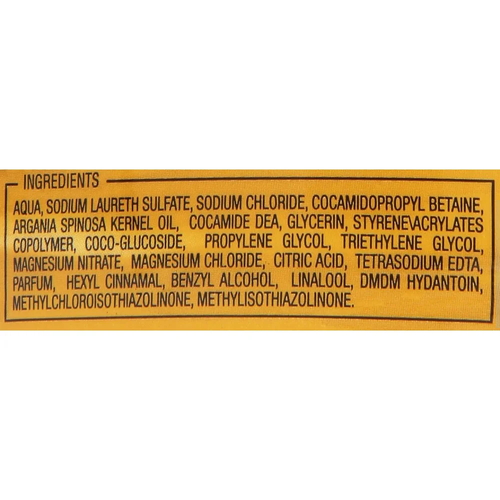 INGREDIENTS
AQUA, SODIUM LAURETH SULFATE, SODIUM CHLORIDE, COCAMIDOPROPYL BETAINE,
ARGANIA SPINOSA KERNEL OIL, COCAMIDE DEA, GLYCERIN, STYRENE\ACRYLATES
COPOLYMER, COCO-GLUCOSIDE, PROPYLENE GLYCOL, TRIETHYLENE GLYCOL,
MAGNESIUM NITRATE, MAGNESIUM CHLORIDE, CITRIC ACID, TETRASODIUM EDTA,
PARFUM, HEXYL CINNAMAL, BENZYL ALCOHOL, LINALOOL, DMDM HYDANTOIN,
METHYLCHLOROISOTHIAZOLINONE, METHYLISOTHIAZOLINONE.